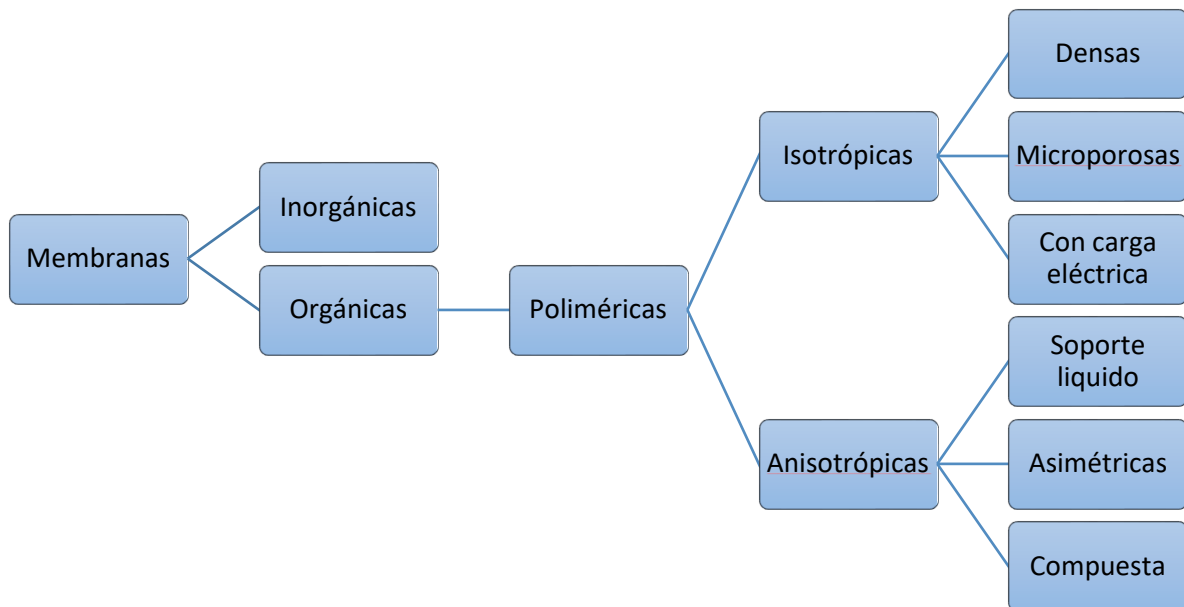 Membranas
Inorgánicas
Orgánicas
Poliméricas
Isotrópicas
Densas
Microporosas
Con carga
eléctrica
Anisotrópicas
Soporte
liquido
Asimétricas
Compuesta